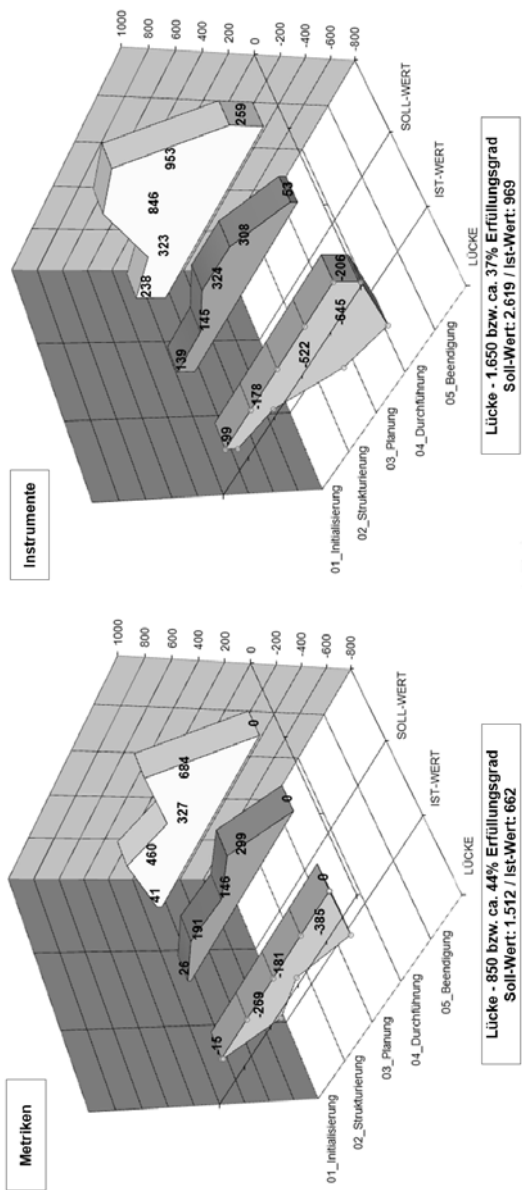 Metriken
1000
800
600
400
200
0
-200
-400
-600
-800
41
460
327
684
0
26
191
146
299
0
-15
-269
-181
-385
0
01_Initialisierung
02_Strukturierung
03_Planung
04_Durchführung
05_Beendigung
SOLL-WERT
IST-WERT
LÜCKE
Lücke - 850 bzw. ca. 44% Erfüllungsgrad
Soll-Wert: 1.512 / Ist-Wert: 662
Instrumente
1000
800
600
400
200
0
-200
-400
-600
-800
238
323
846
953
259
139
145
324
308
53
-99
-178
-522
-645
-206
01_Initialisierung
02_Strukturierung
03_Planung
04_Durchführung
05_Beendigung
SOLL-WERT
IST-WERT
LÜCKE
Lücke - 1.650 bzw. ca. 37% Erfüllungsgrad
Soll-Wert: 2.619 / Ist-Wert: 969